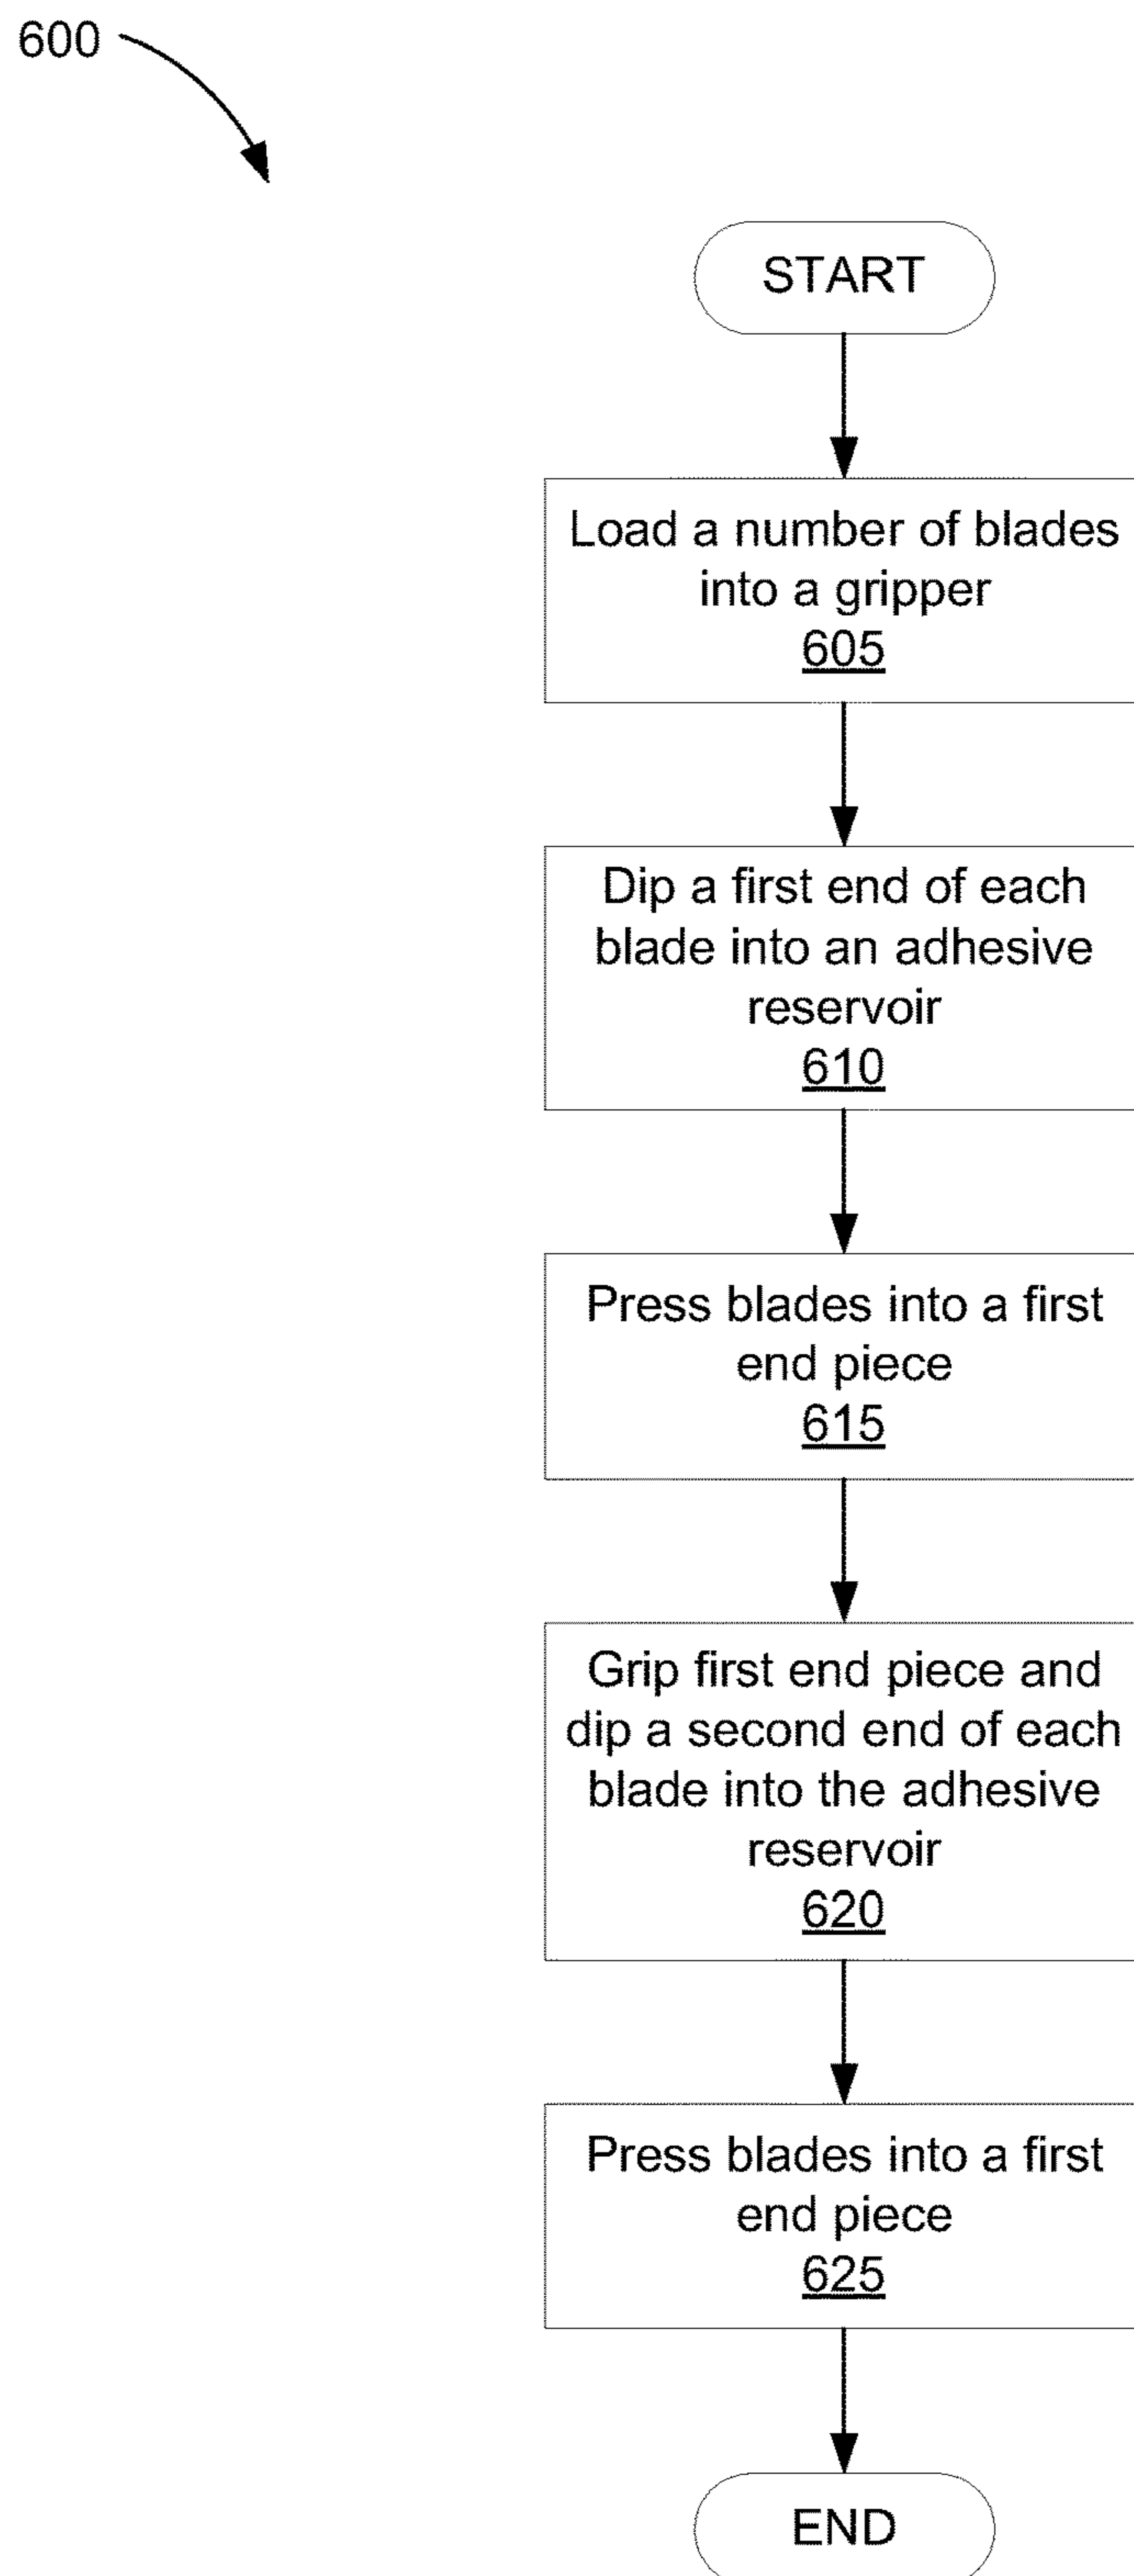 600
START
Load a number of blades
into a gripper
605
Dip a first end of each
blade into an adhesive
reservoir
610
Press blades into a first
end piece
615
Grip first end piece and
dip a second end of each
blade into the adhesive
reservoir
620
Press blades into a first
end piece
625
END